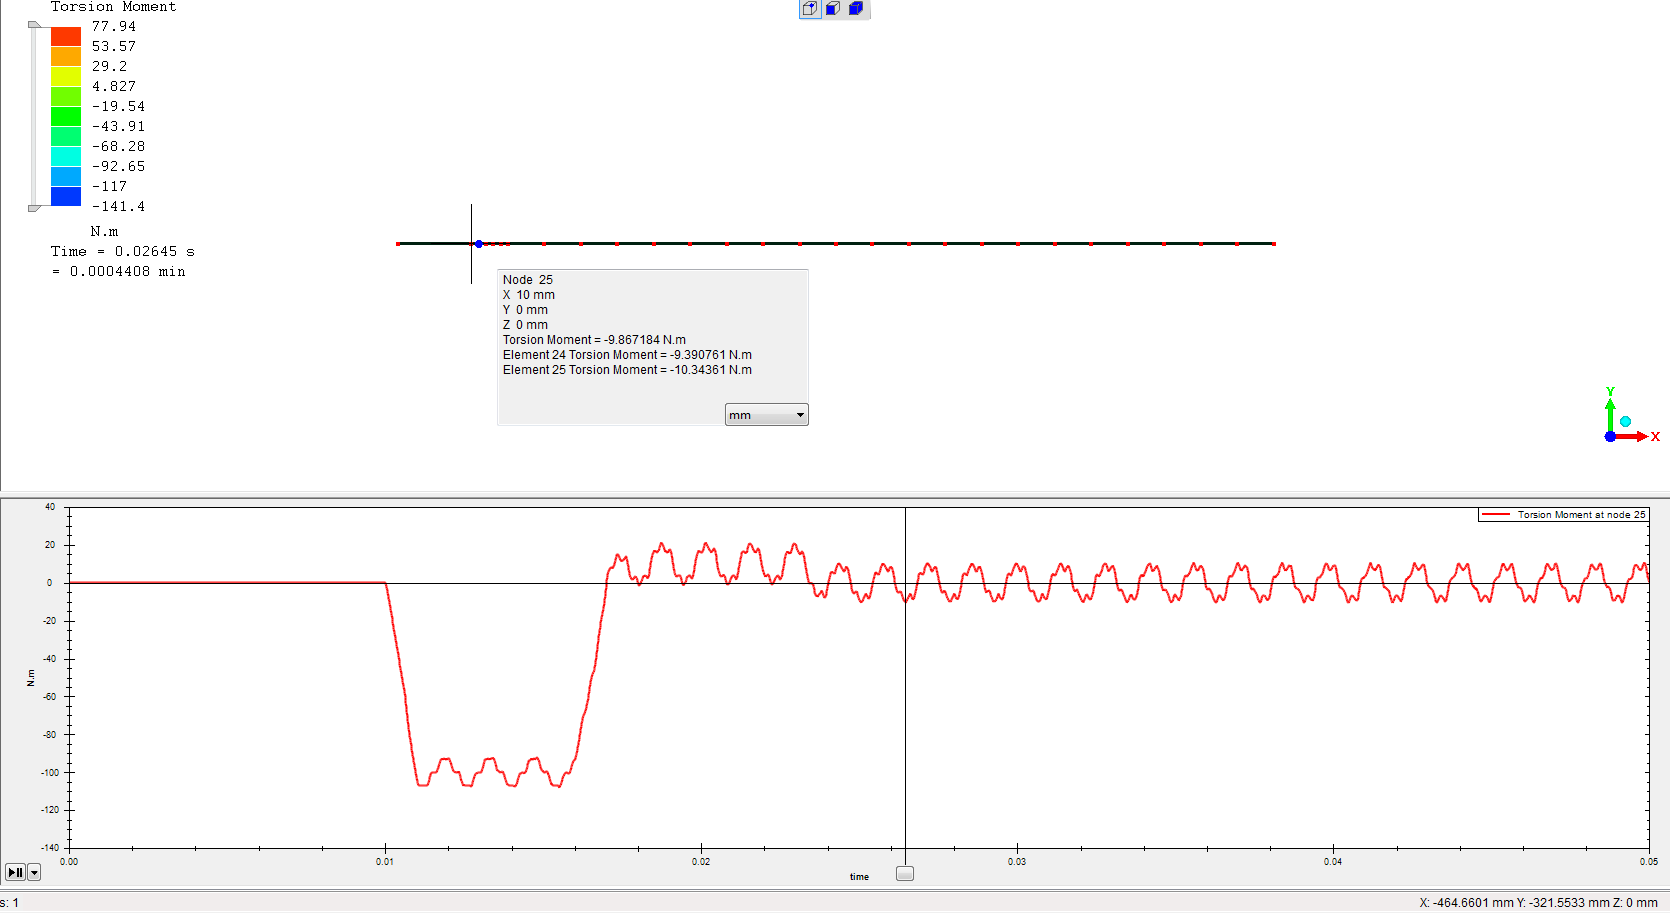 Torsion Moment
77.94
53.57
29.2
4.827
-19.54
-43.91
-68.28
-92.65
-117
-141.4
N.m
Time = 0.02645 s
= 0.0004408 min
Node 25
X 10 mm
Y 0 mm
Z 0 mm
Torsion Moment = -9.867184 N.m
Element 24 Torsion Moment = -9.390761 N.m
Element 25 Torsion Moment = -10.34361 N.m
mm
Y
X
Torsion Moment at node 25
40
20
0
-20
-40
-60
-80
-100
-120
-140
N.m
0.00
0.01
0.02
0.03
0.04
0.05
time
s: 1
X: -464.6601 mm Y: -321.5533 mm Z: 0 mm